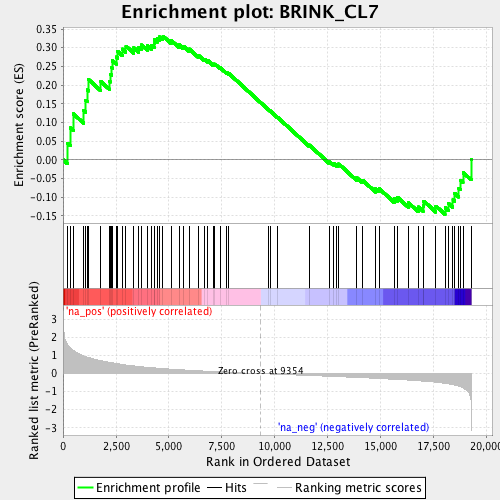 Enrichment plot: BRINK_CL7
Enrichment score (ES)
0.35
0.30
0.25
0.20
0.15
0.10
0.05
0.00
-0.05
-0.10
-0.15
Ranked list metric (PreRanked)
'na_pos' (positively correlated)
3
2
1
0
-1
-2
-3
Zero cross at 9354
'na_neg' (negatively correlated)
0 2,500 5,000 7,500 10,000 12,500 15,000 17,500 20,000
Rank in Ordered Dataset
Enrichment profile Hits Ranking metric scores